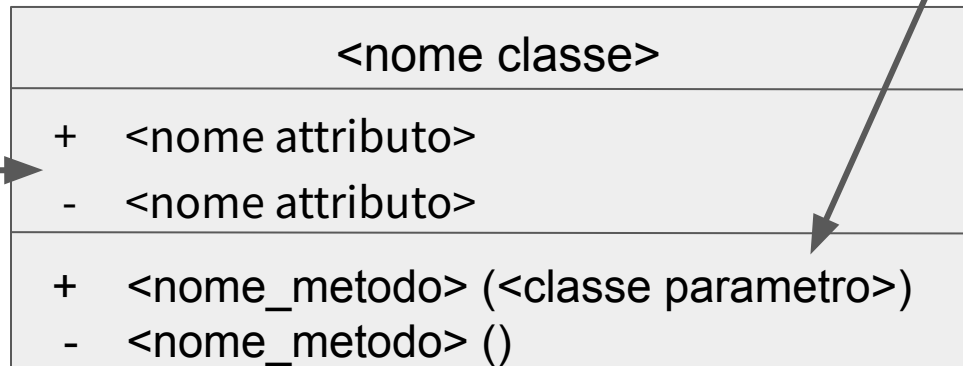 <nome classe>
+ <nome attributo>
- <nome attributo>
+ <nome_metodo> (<classe parametro>)
- <nome_metodo> ()